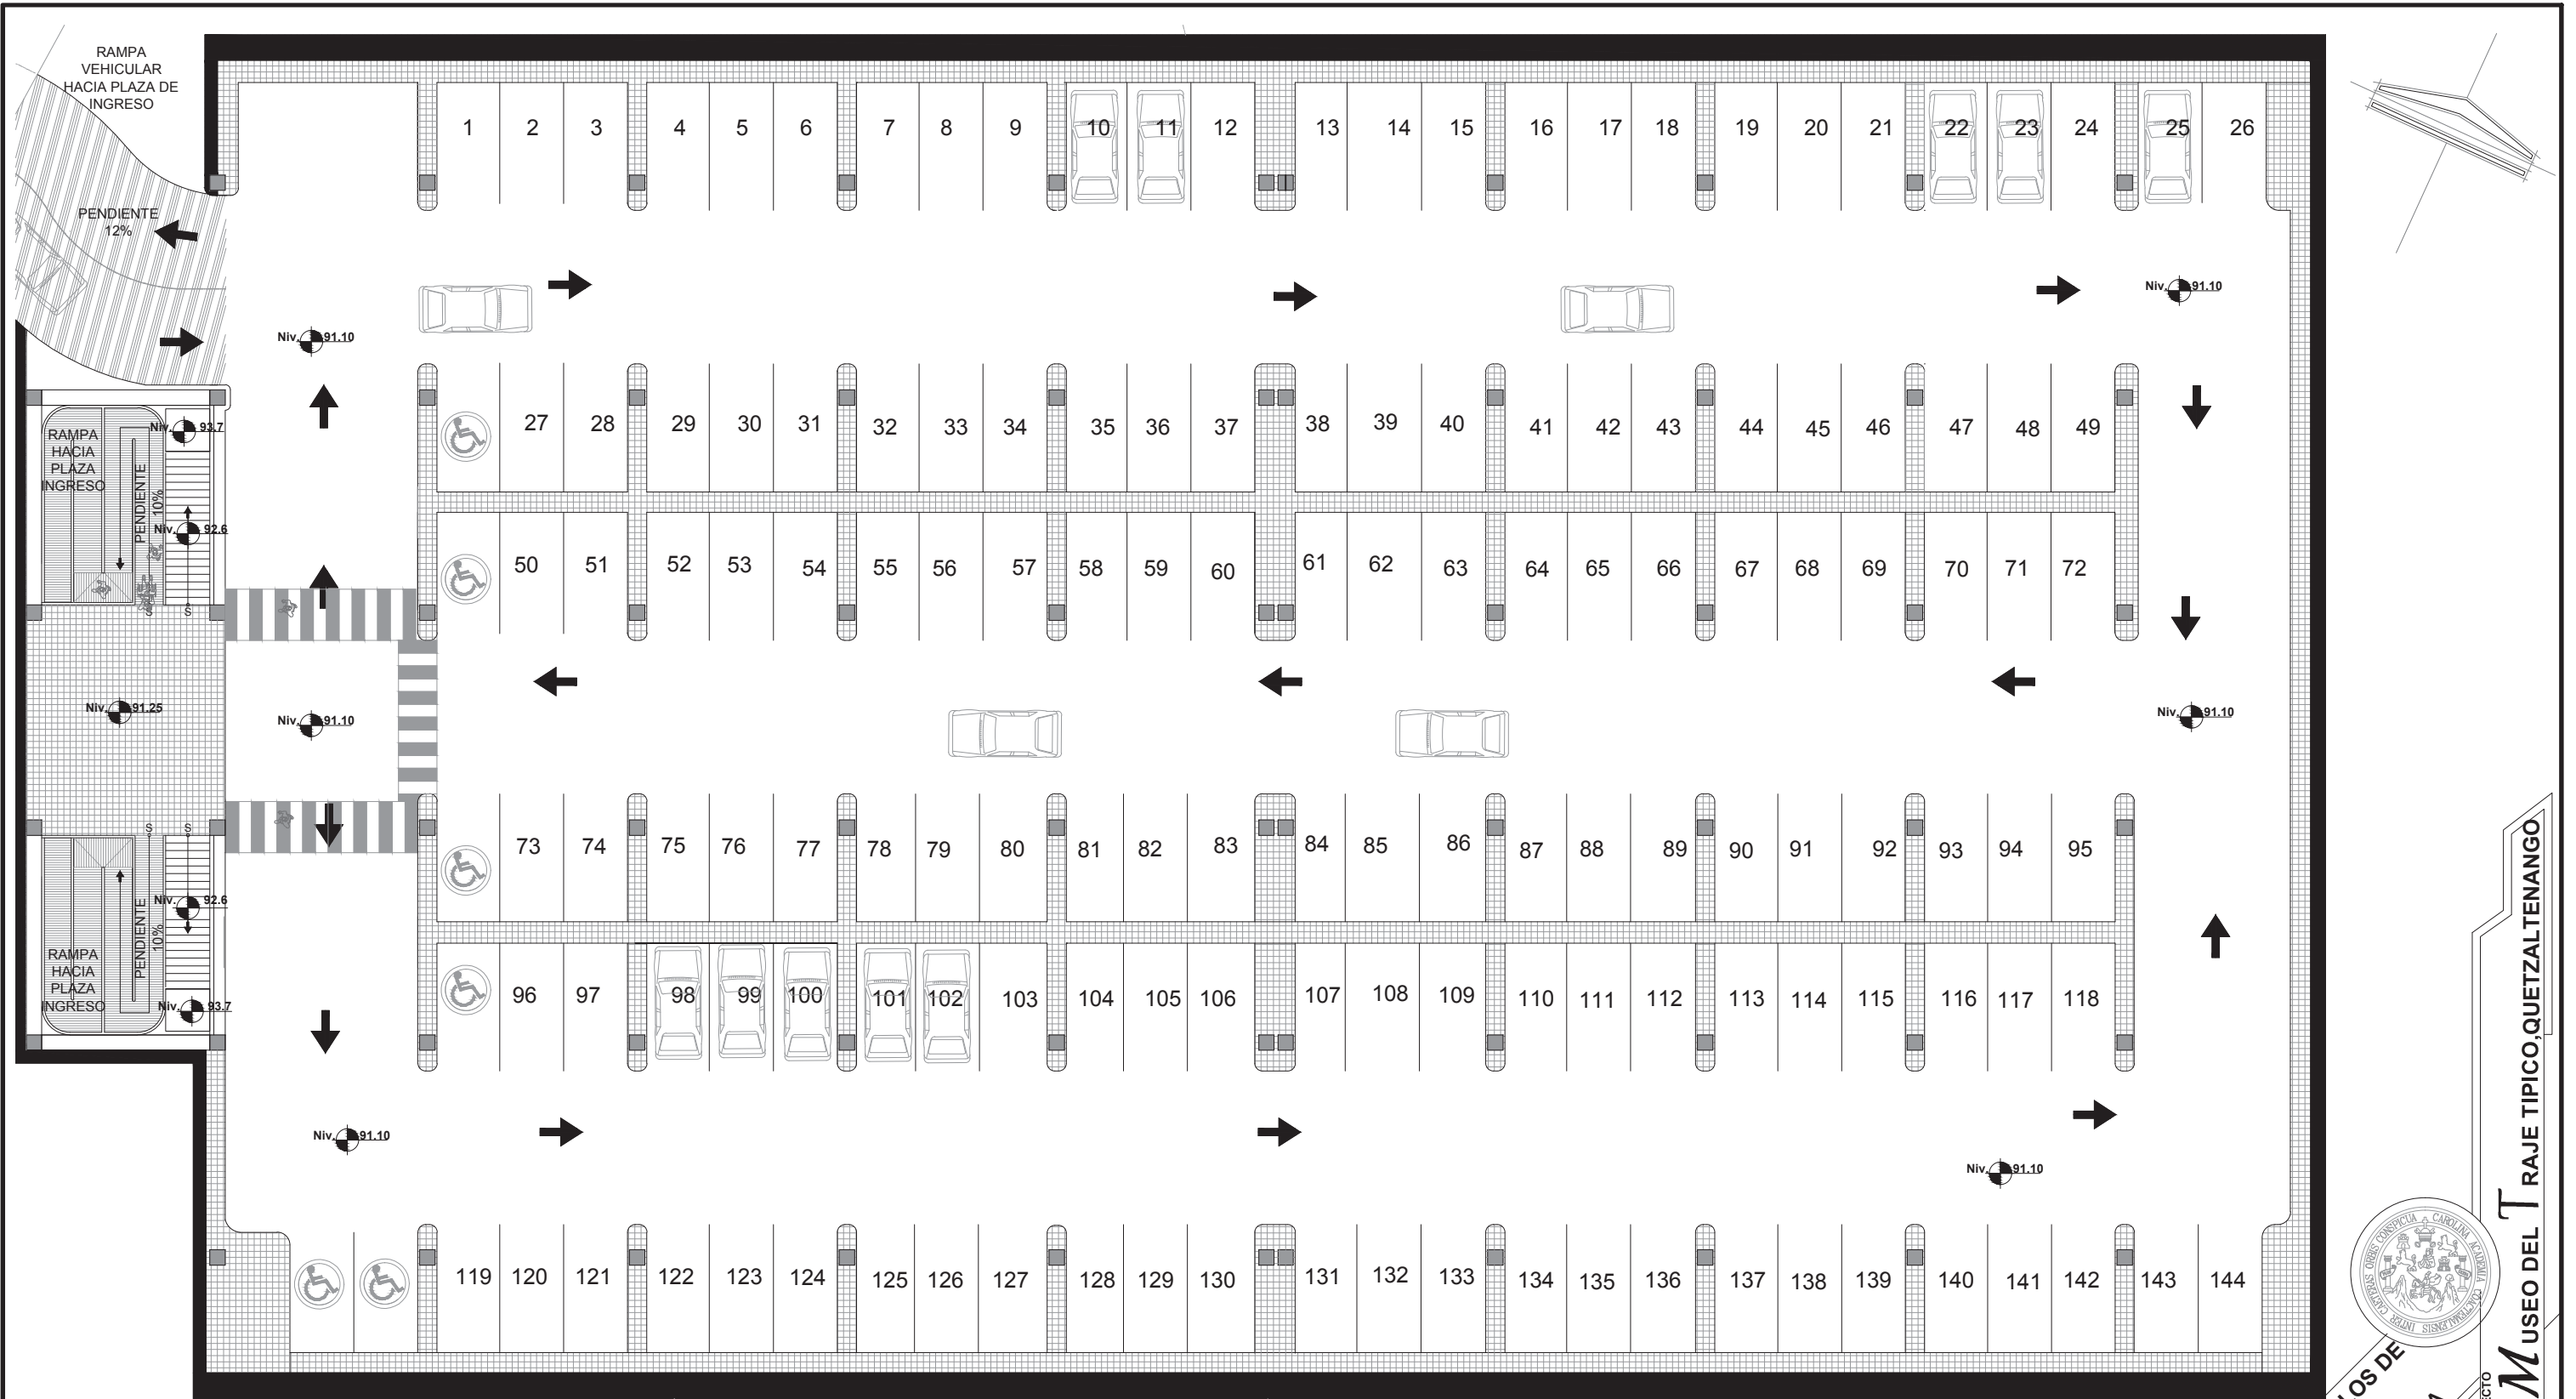 RAMPA
VEHICULAR
HACIA PLAZA DE
INGRESO
1 2 3 4 5 6 7 8 9 10 11 12 13 14 15 16 17 18 19 20 21 22 23 24 25 26
PENDIENTE
12%
Niv. 91.10
Niv. 91.10
27 28 29 30 31 32 33 34 35 36 37 38 39 40 41 42 43 44 45 46 47 48 49
RAMPA
HACIA
PLAZA
INGRESO
PENDIENTE
10%
Niv. 93.7
Niv. 92.6
S S
50 51 52 53 54 55 56 57 58 59 60 61 62 63 64 65 66 67 68 69 70 71 72
Niv. 91.25
Niv. 91.10
Niv. 91.10
S S
73 74 75 76 77 78 79 80 81 82 83 84 85 86 87 88 89 90 91 92 93 94 95
Niv. 92.6
PENDIENTE
10%
RAMPA
HACIA
PLAZA
INGRESO
Niv. 93.7
96 97 98 99 100 101 102 103 104 105 106 107 108 109 110 111 112 113 114 115 116 117 118
Niv. 91.10
Niv. 91.10
119 120 121 122 123 124 125 126 127 128 129 130 131 132 133 134 135 136 137 138 139 140 141 142 143 144
MUSEO DEL TRAJE TIPICO,QUETZALTENANGO
CAROLINA ACADEMIA COACTEMALENSIS INTER CAETERAS ORBIS CONSPICUA
LOS DE
CTO